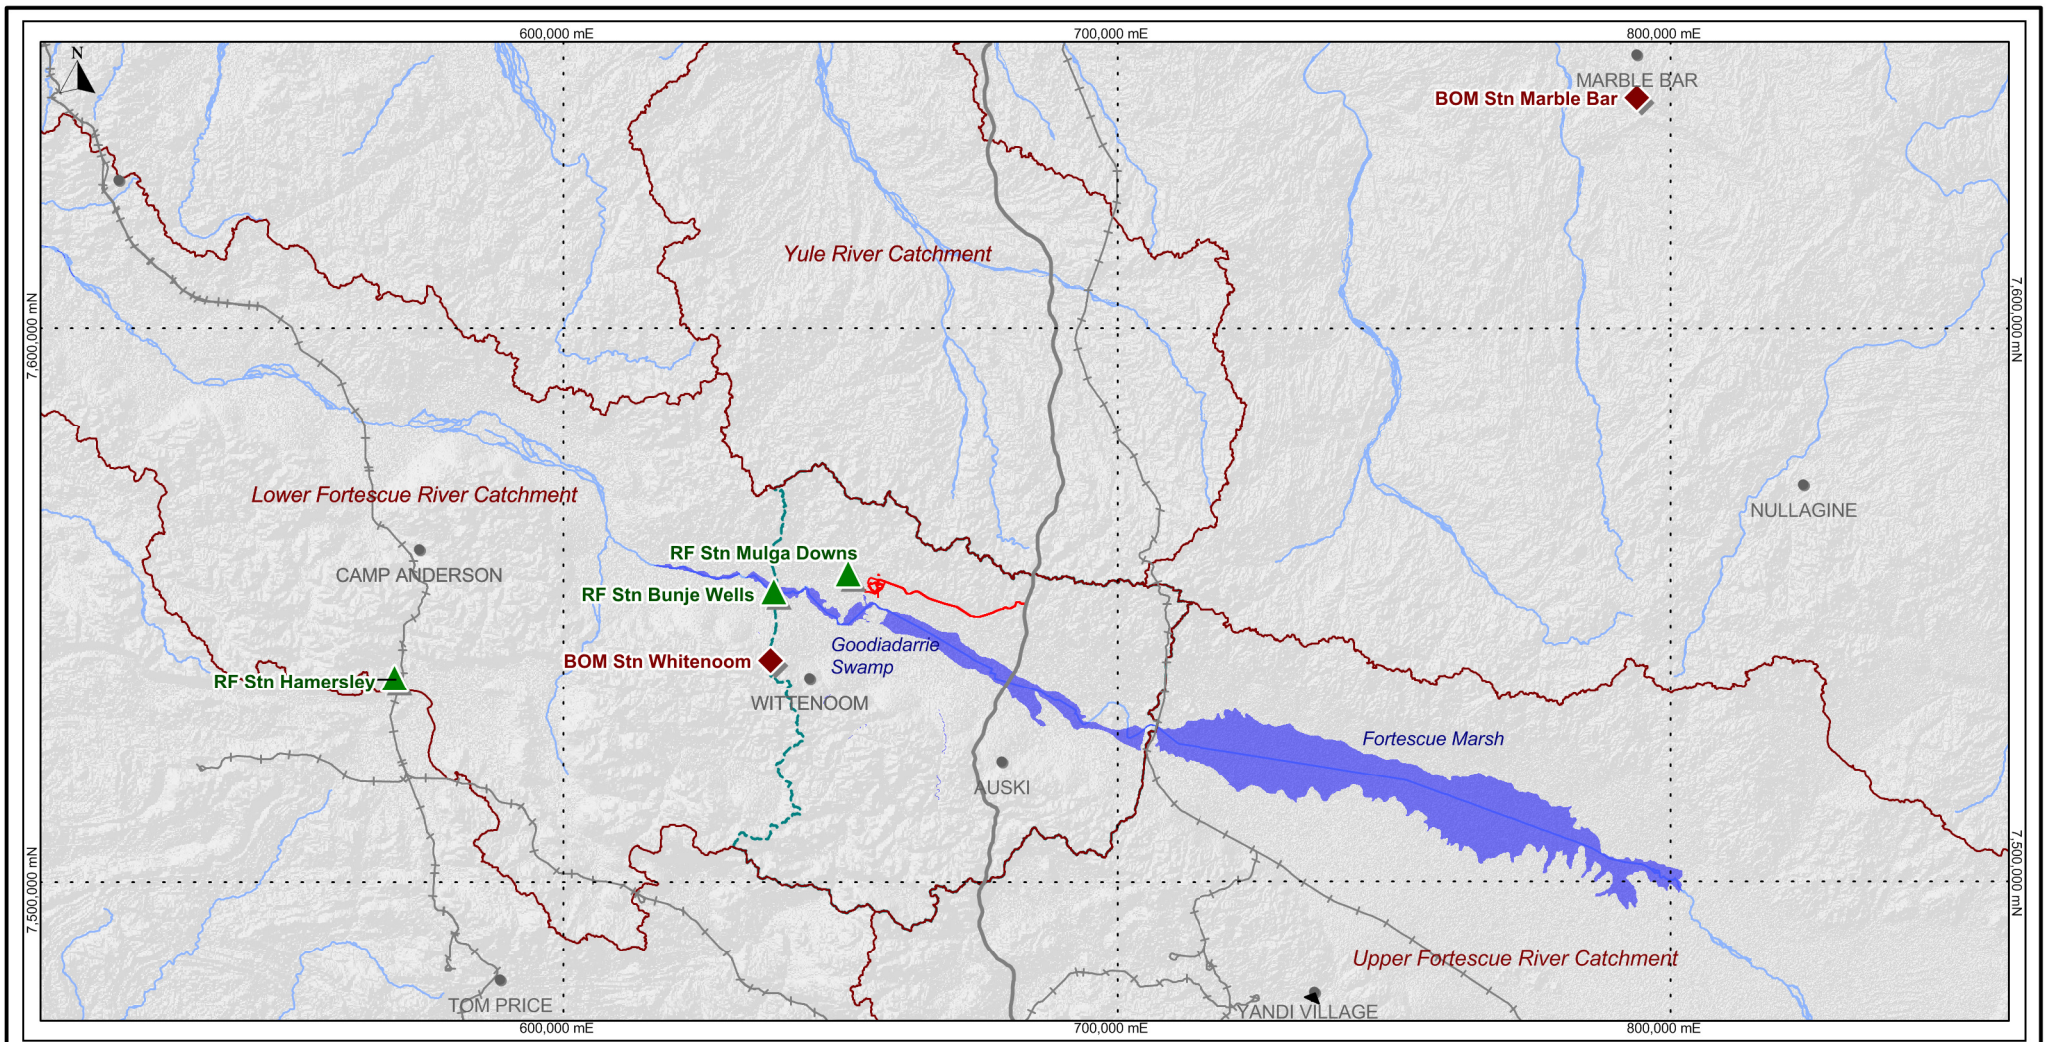 600,000 mE
700,000 mE
800,000 mE
N
MARBLE BAR
BOM Stn Marble Bar
Yule River Catchment
7,600,000 mN
7,600,000 mN
Lower Fortescue River Catchment
NULLAGINE
RF Stn Mulga Downs
CAMP ANDERSON
RF Stn Bunje Wells
Goodiadarrie
Swamp
BOM Stn Whitenoom
RF Stn Hamersley
WITTENOOM
Fortescue Marsh
AUSKI
7,500,000 mN
7,500,000 mN
Upper Fortescue River Catchment
TOM PRICE
YANDI VILLAGE
600,000 mE
700,000 mE
800,000 mE